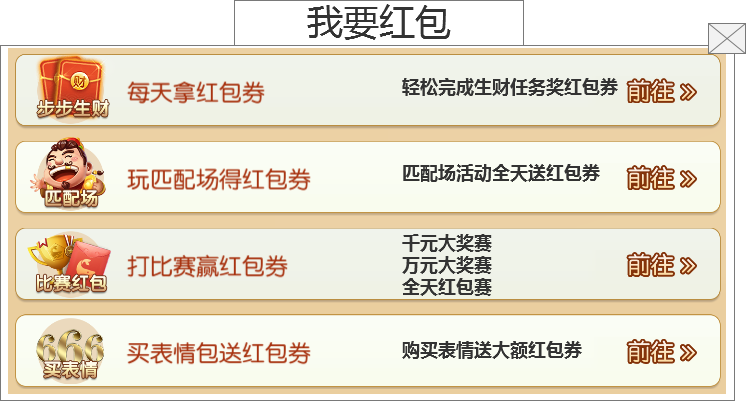 我要红包
财
步步生财
每天拿红包券
轻松完成生财任务奖红包券
前往
匹配场
玩匹配场得红包券
匹配场活动全天送红包券
前往
比赛红包
打比赛赢红包券
千元大奖赛
万元大奖赛
全天红包赛
前往
666
买表情
买表情包送红包券
购买表情送大额红包券
前往